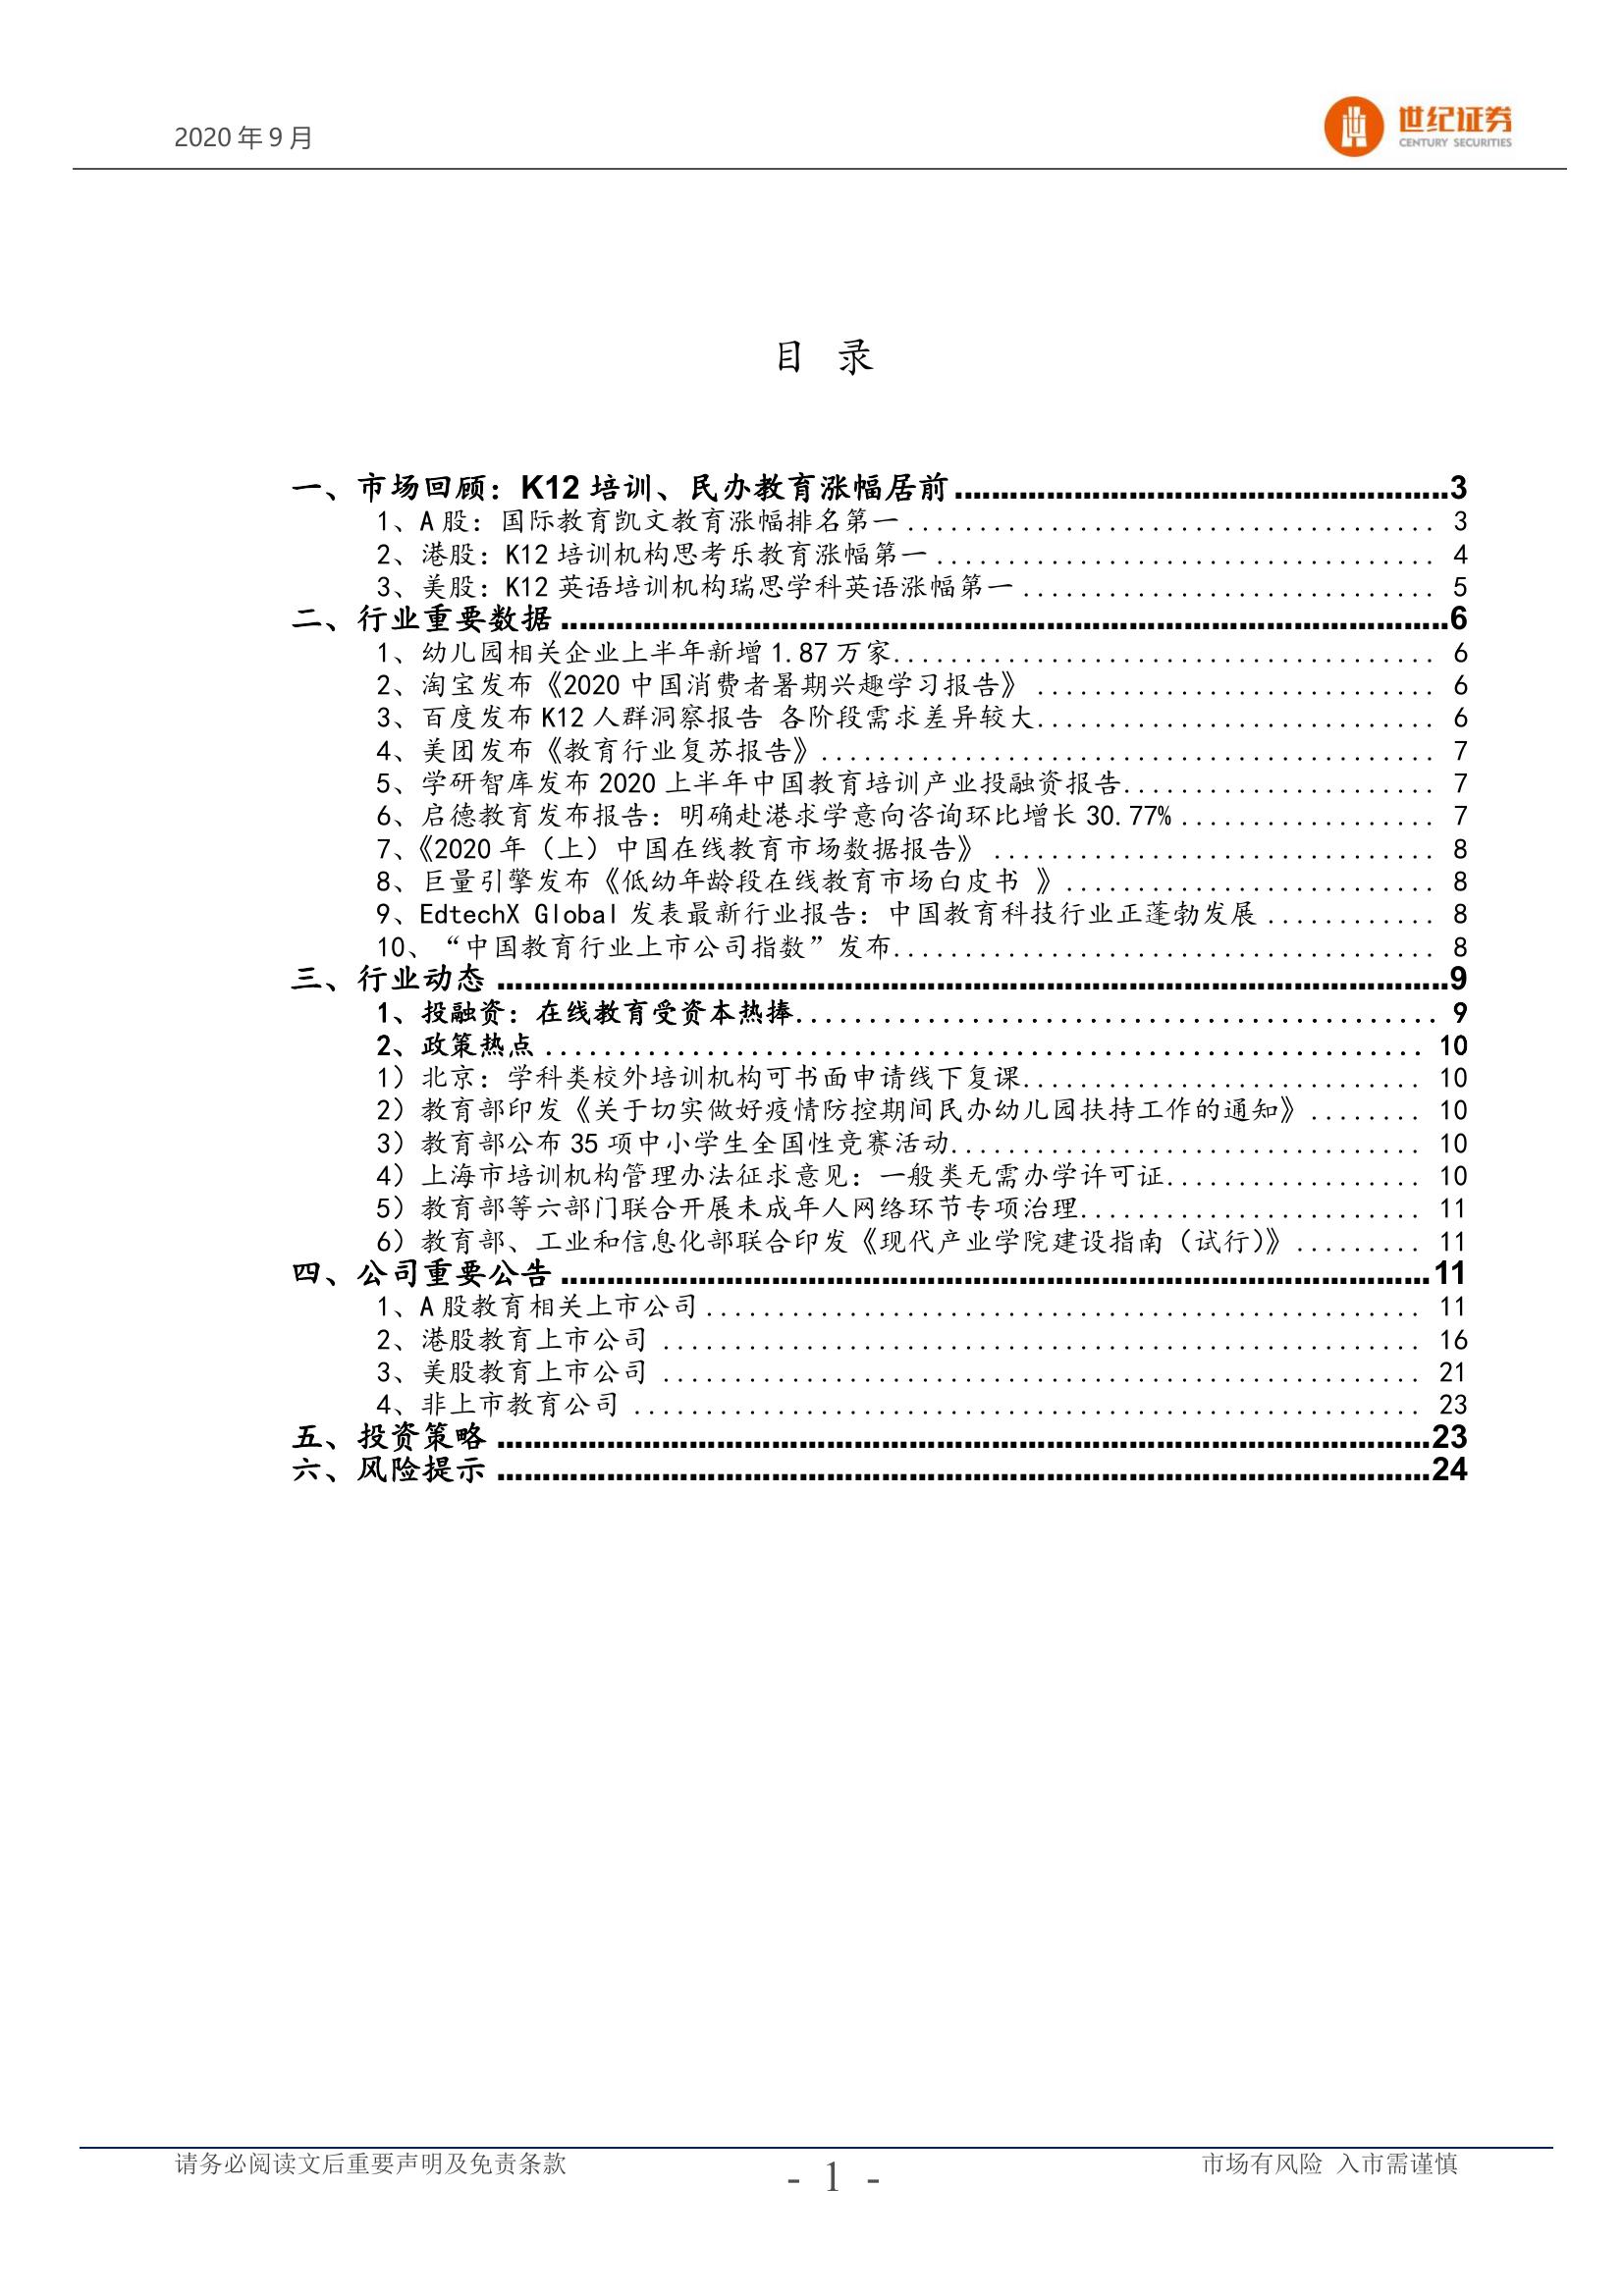 2020 年 9 月
世纪证券
CENTURY SECURITIES
目 录
一、市场回顾：K12 培训、民办教育涨幅居前......................................................3
1、A 股：国际教育凯文教育涨幅排名第一..................................... 3
2、港股：K12 培训机构思考乐教育涨幅第一................................... 4
3、美股：K12 英语培训机构瑞思学科英语涨幅第一............................. 5
二、行业重要数据.................................................................................................6
1、幼儿园相关企业上半年新增 1.87 万家...................................... 6
2、淘宝发布《2020 中国消费者暑期兴趣学习报告》............................ 6
3、百度发布 K12 人群洞察报告 各阶段需求差异较大............................ 6
4、美团发布《教育行业复苏报告》........................................... 7
5、学研智库发布 2020 上半年中国教育培训产业投融资报告...................... 7
6、启德教育发布报告：明确赴港求学意向咨询环比增长 30.77%.................. 7
7、《2020 年（上）中国在线教育市场数据报告》............................... 8
8、巨量引擎发布《低幼年龄段在线教育市场白皮书 》.......................... 8
9、EdtechX Global 发表最新行业报告：中国教育科技行业正蓬勃发展............ 8
10、“中国教育行业上市公司指数”发布...................................... 8
三、行业动态........................................................................................................9
1、投融资：在线教育受资本热捧............................................ 9
2、政策热点............................................................. 10
1）北京：学科类校外培训机构可书面申请线下复课............................ 10
2）教育部印发《关于切实做好疫情防控期间民办幼儿园扶持工作的通知》........ 10
3）教育部公布 35 项中小学生全国性竞赛活动................................. 10
4）上海市培训机构管理办法征求意见：一般类无需办学许可证.................. 10
5）教育部等六部门联合开展未成年人网络环节专项治理........................ 11
6）教育部、工业和信息化部联合印发《现代产业学院建设指南（试行）》......... 11
四、公司重要公告...............................................................................................11
1、A 股教育相关上市公司.................................................. 11
2、港股教育上市公司..................................................... 16
3、美股教育上市公司..................................................... 21
4、非上市教育公司....................................................... 23
五、投资策略......................................................................................................23
六、风险提示......................................................................................................24
请务必阅读文后重要声明及免责条款
市场有风险 入市需谨慎
- 1 -